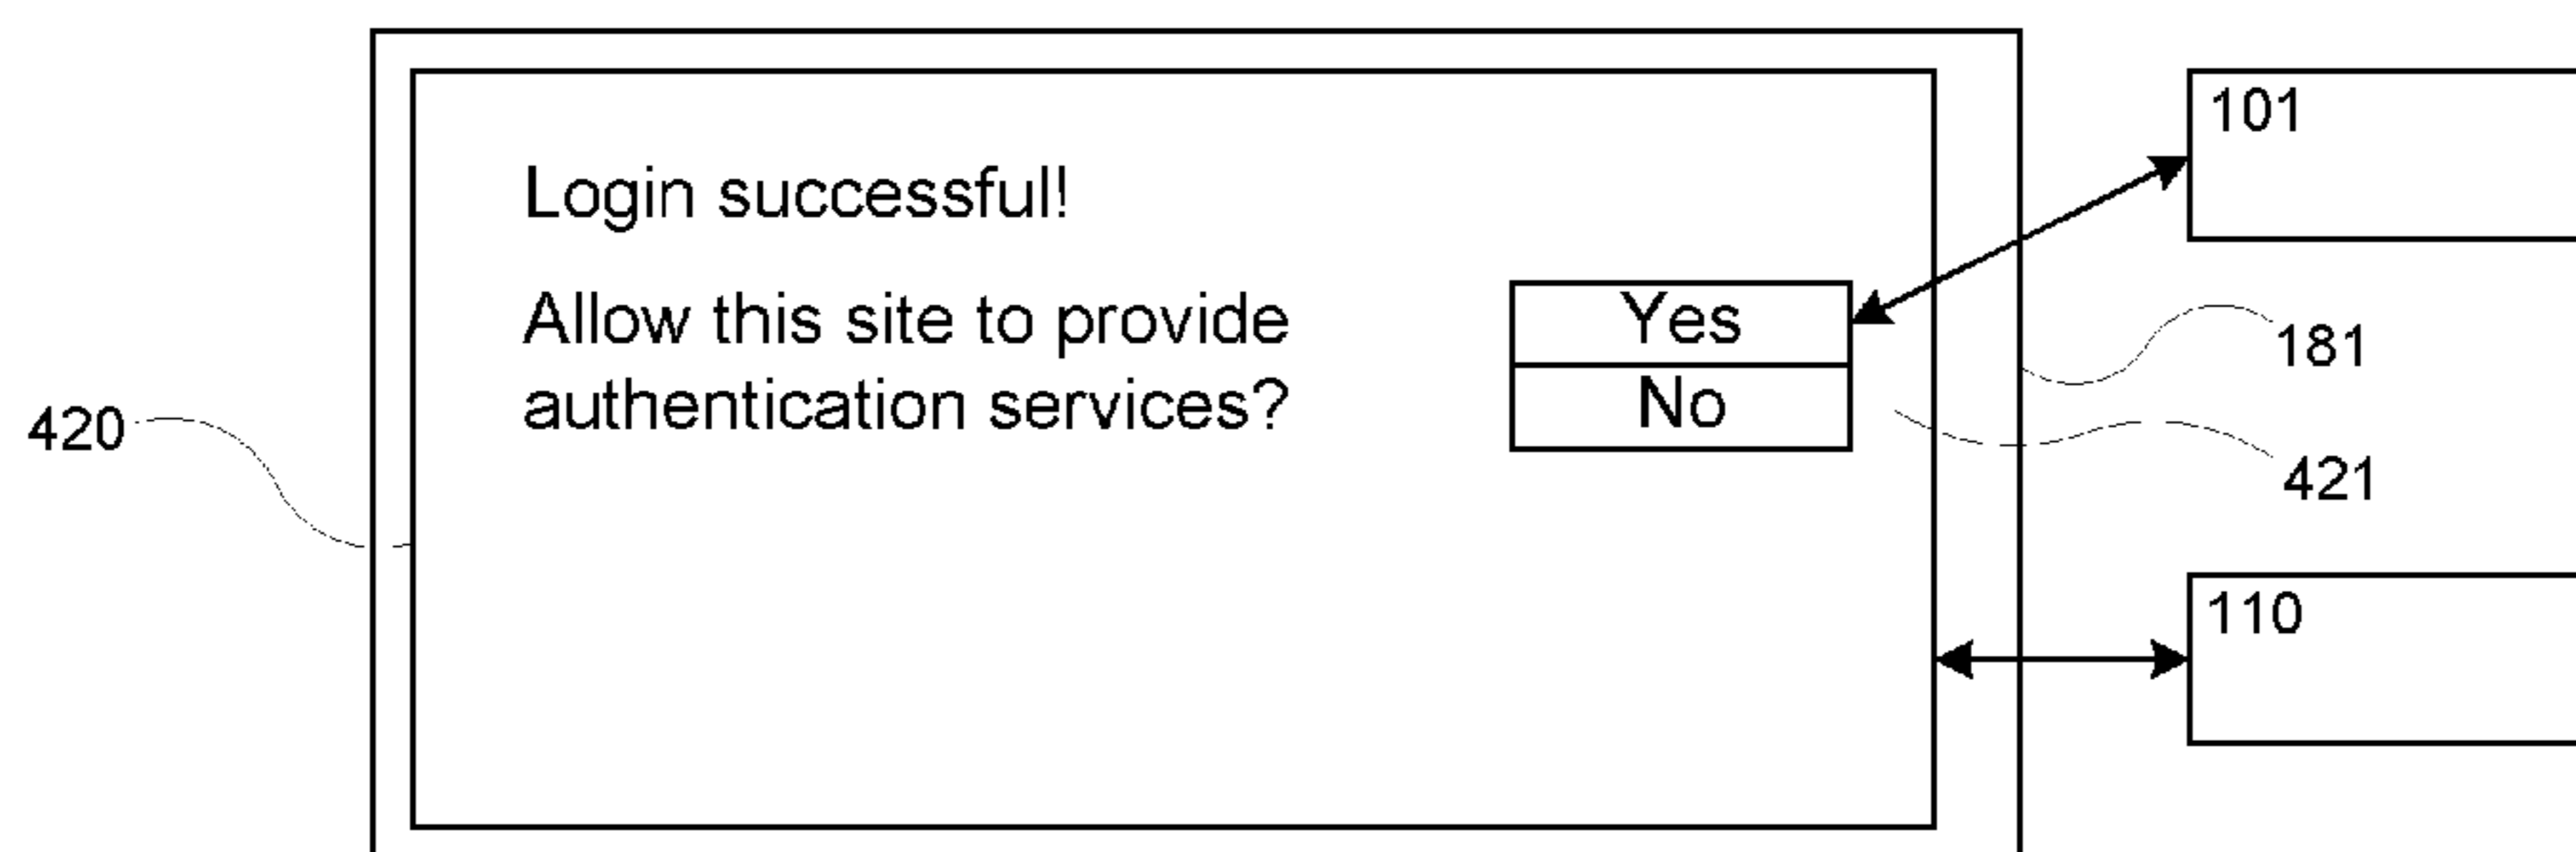 101
Login successful!
Allow this site to provide
authentication services?
Yes
No
181
420
421
110